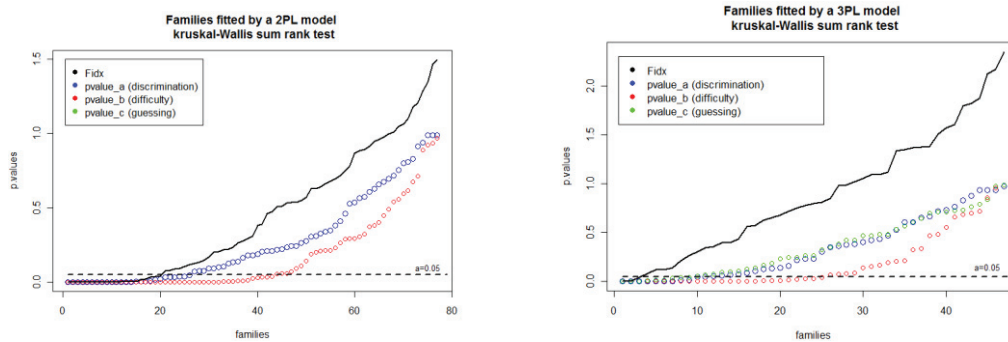 Families fitted by a 2PL model
kruskal-Wallis sum rank test
Fidx
pvalue_a (discrimination)
pvalue_b (difficulty)
pvalue_c (guessing)
p.values
0.0
0.5
1.0
1.5
a=0.05
0
20
40
60
80
families
Families fitted by a 3PL model
kruskal-Wallis sum rank test
Fidx
pvalue_a (discrimination)
pvalue_b (difficulty)
pvalue_c (guessing)
p.values
0.0
0.5
1.0
1.5
2.0
a=0.05
0
10
20
30
40
families